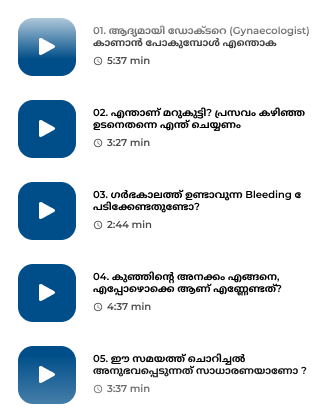 01. ആദ്യമായി ഡോക്ടറെ (Gynaecologist)
കാണാൻ പോകുമ്പോൾ എന്തൊക
5:37 min
02. എന്താണ് മറുകുട്ടി? പ്രസവം കഴിഞ്ഞ
ഉടനെതന്നെ എന്ത് ചെയ്യണം
3:27 min
03. ഗർഭകാലത്ത് ഉണ്ടാവുന്ന Bleeding പേ
പടിക്കേണ്ടതുണ്ടോ?
2:44 min
04. കുഞ്ഞിന്റെ അനക്കം എങ്ങനെ,
എപ്പോഴൊക്കെ ആണ് എണ്ണേണ്ടത്?
4:37 min
05. ഈ സമയത്ത് ചൊറിച്ചൽ
അനുഭവപ്പെടുന്നത് സാധാരണയാണോ ?
3:37 min